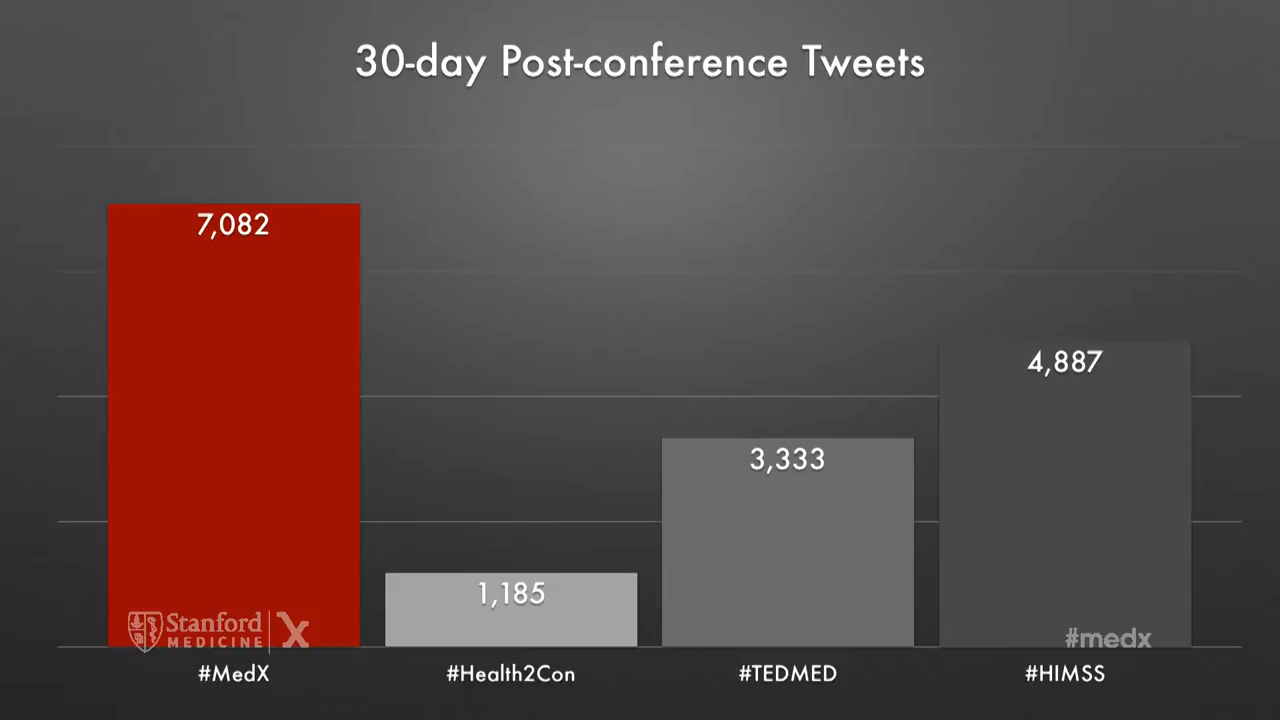 30-day Post-conference Tweets
7,082
1,185
3,333
4,887
Stanford
MEDICINE
X
#medx
#MedX
#Health2Con
#TEDMED
#HIMSS